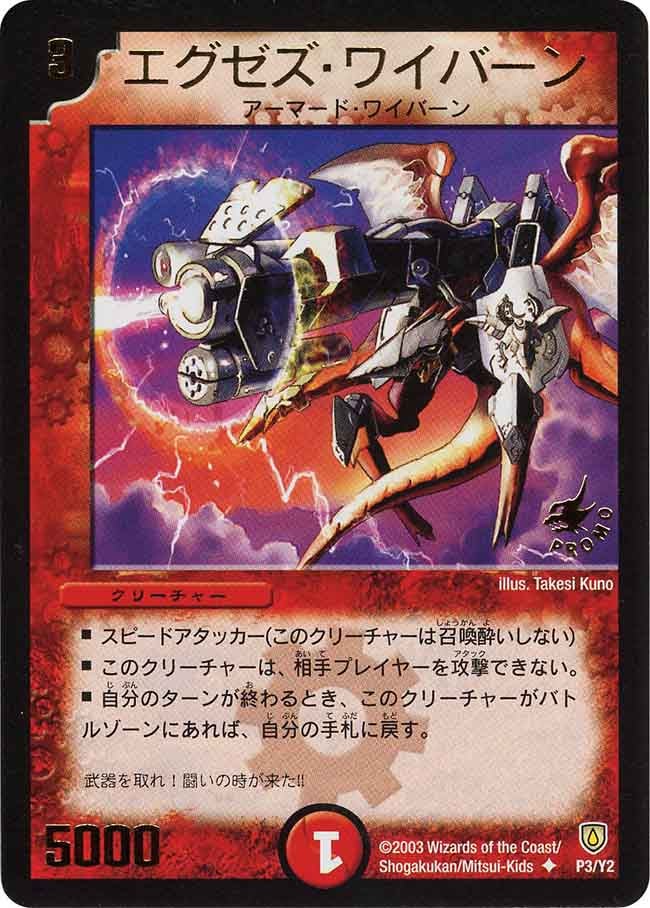 3
エグゼズ・ワイバーン
アーマード・ワイバーン
PROMO
illus. Takesi Kuno
クリーチャー
■ スピードアタッカー(このクリーチャーは召喚酔いしない)
■ このクリーチャーは、相手プレイヤーを攻撃できない。
■ 自分のターンが終わるとき、このクリーチャーがバト
ルゾーンにあれば、自分の手札に戻す。
武器を取れ！闘いの時が来た!!
5000
1
©2003 Wizards of the Coast/
Shogakukan/Mitsui-Kids
P3/Y2